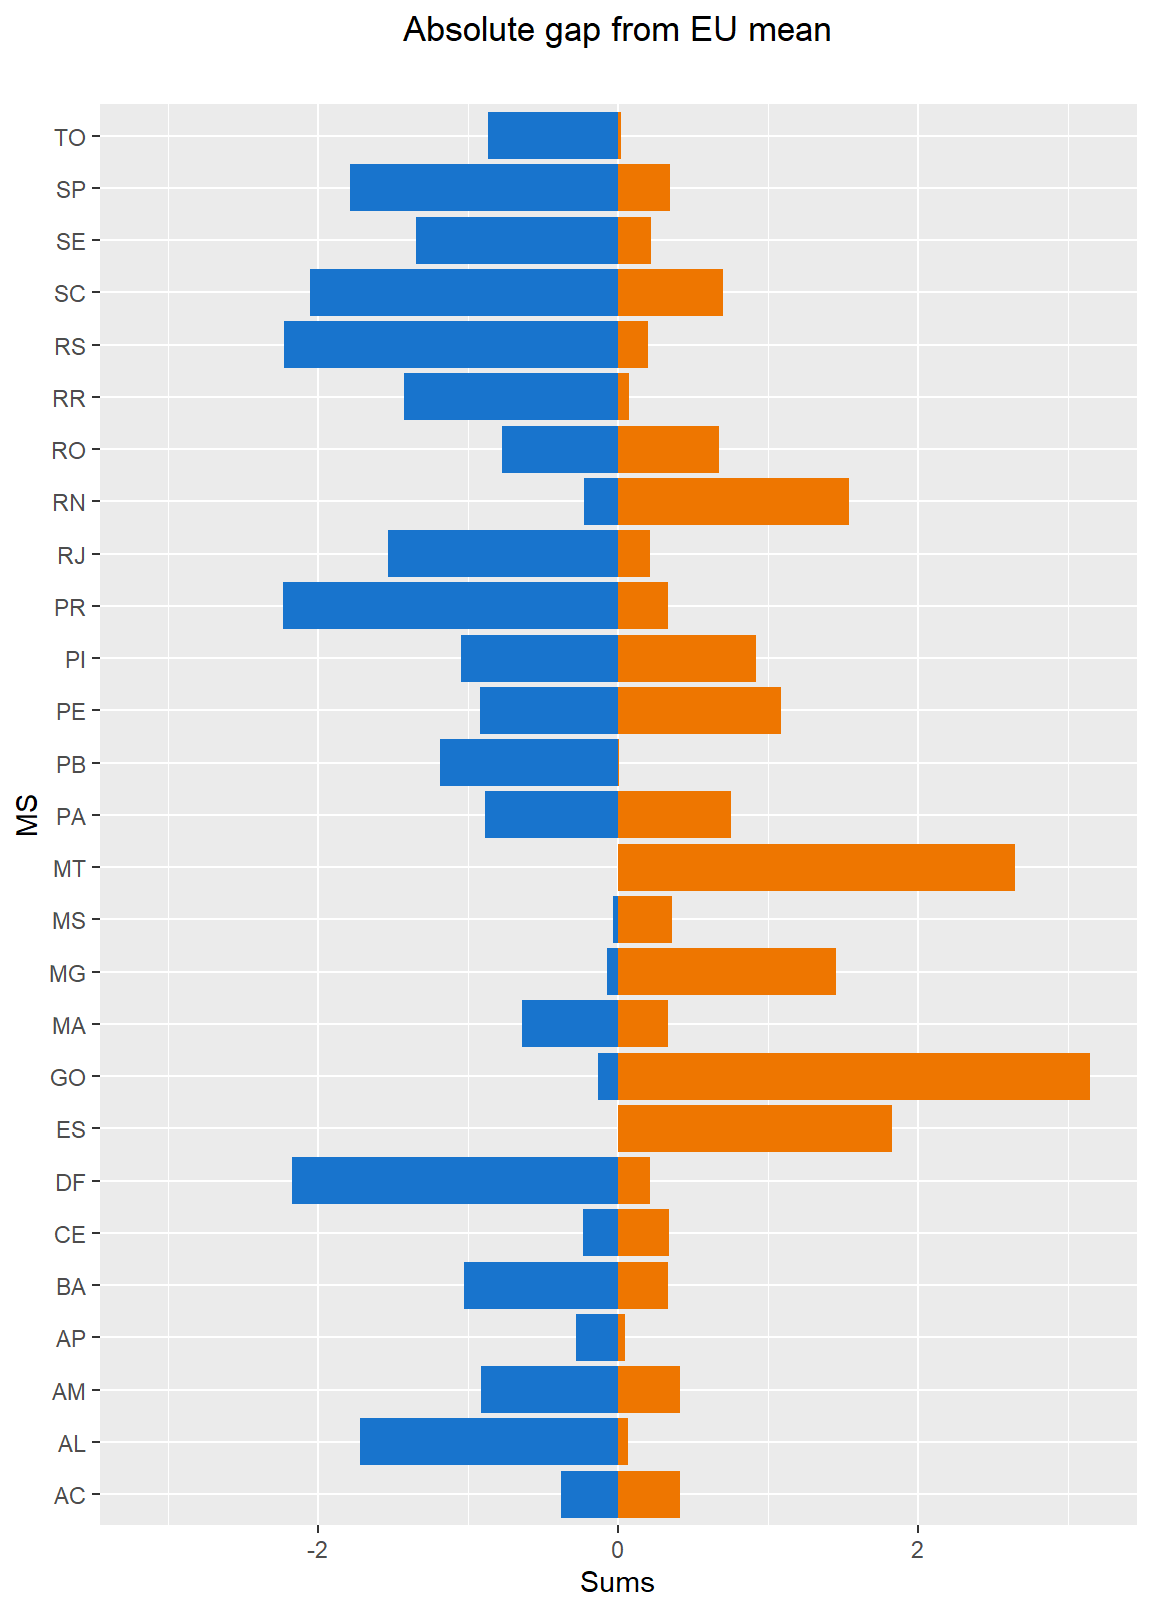 Absolute gap from EU mean
TO
SP
SE
SC
RS
RR
RO
RN
RJ
PR
PI
PE
PB
PA
MT
MS
MG
MA
GO
ES
DF
CE
BA
AP
AM
AL
AC
MS
-2 0 2
Sums